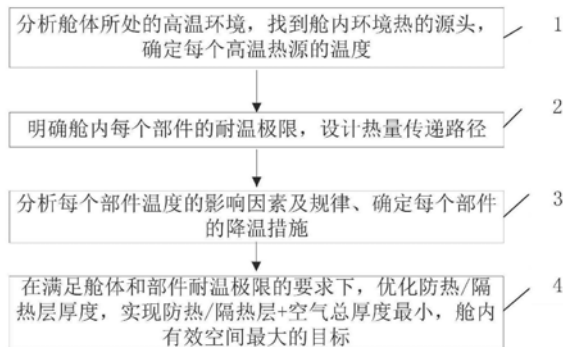 分析舱体所处的高温环境，找到舱内环境热的源头，
确定每个高温热源的温度
1
明确舱内每个部件的耐温极限，设计热量传递路径
2
分析每个部件温度的影响因素及规律、确定每个部件
的降温措施
3
在满足舱体和部件耐温极限的要求下，优化防热/隔
热层厚度，实现防热/隔热层+空气总厚度最小，舱内
有效空间最大的目标
4